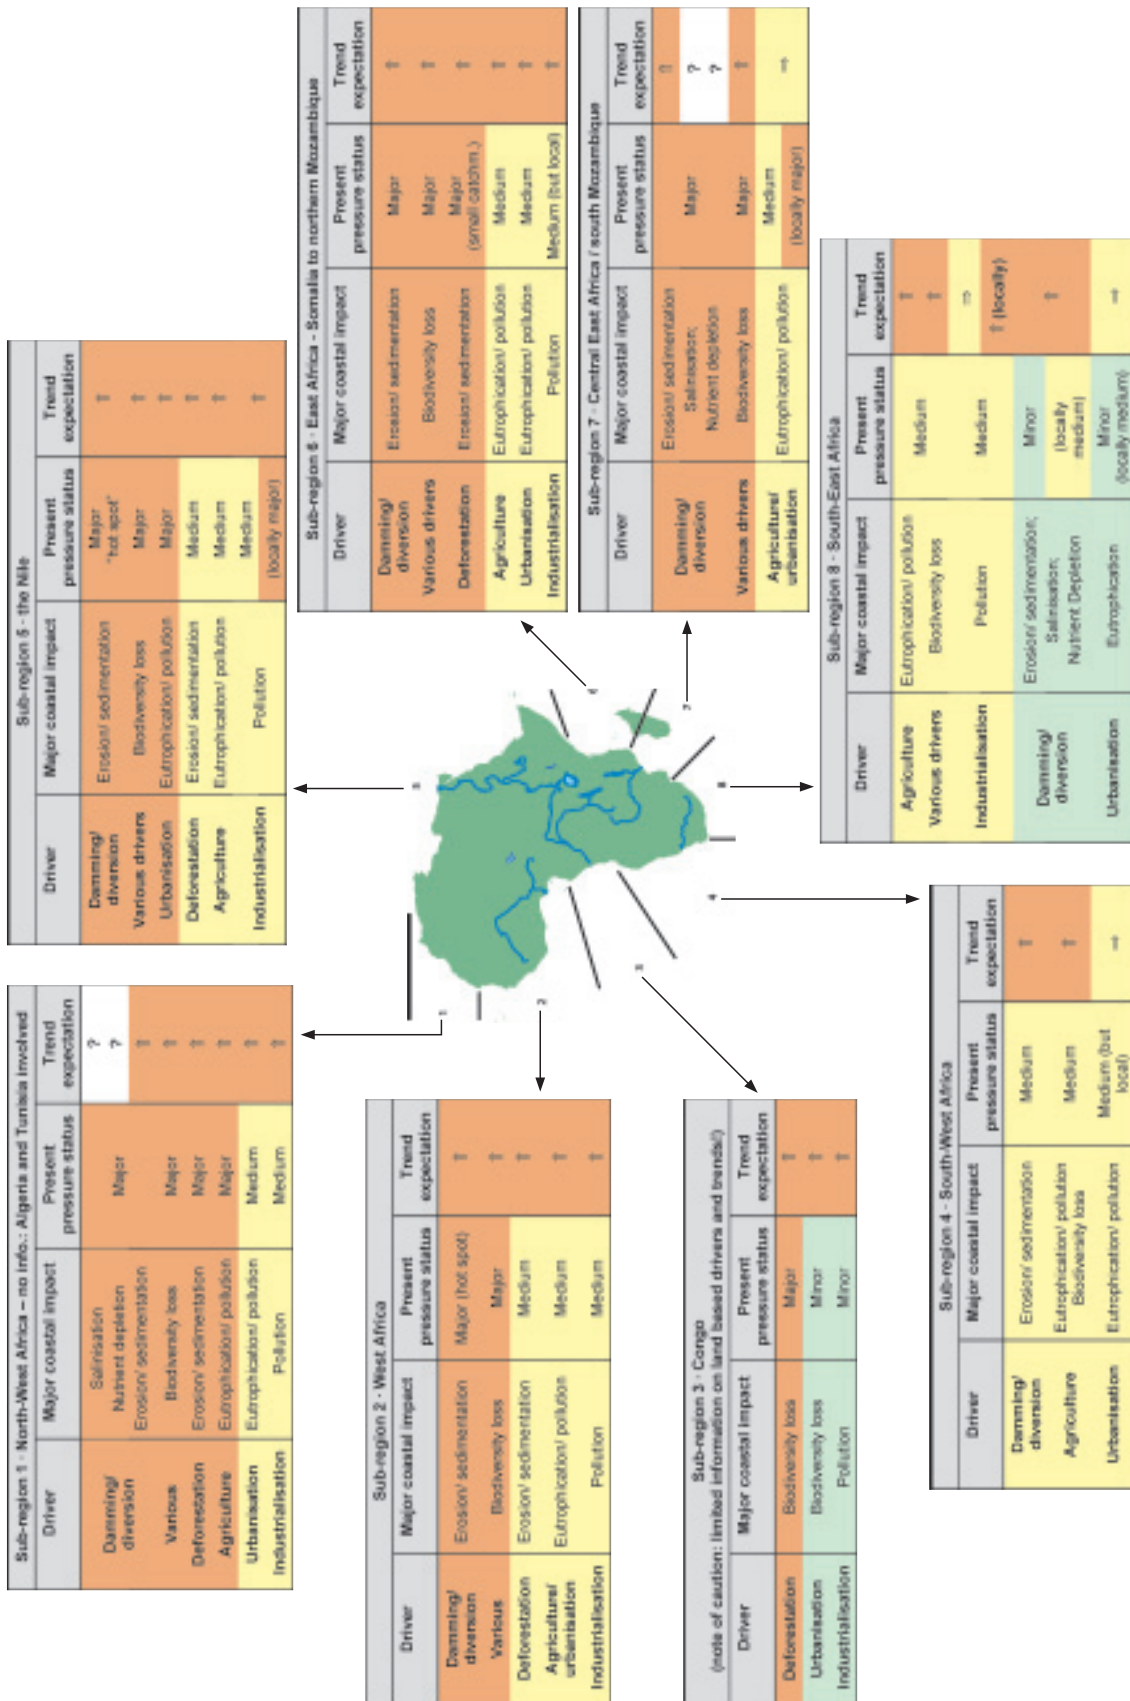 Sub-region 1 - North-West Africa – no info.: Algeria and Tunisia involved
Driver Major coastal impact Present pressure status Trend expectation
Damming/ diversion Salinisation Major ?
Nutrient depletion ?
Erosion/ sedimentation ⇑
Various Biodiversity loss Major ⇑
Deforestation Erosion/ sedimentation Major ⇑
Agriculture Eutrophication/ pollution Major ⇑
Urbanisation Eutrophication/ pollution Medium ⇑
Industrialisation Pollution Medium ⇑
Sub-region 5 - the Nile
Driver Major coastal impact Present pressure status Trend expectation
Damming/ diversion Erosion/ sedimentation Major "hot spot" ⇑
Various drivers Biodiversity loss Major ⇑
Urbanisation Eutrophication/ pollution Major ⇑
Deforestation Erosion/ sedimentation Medium ⇑
Agriculture Eutrophication/ pollution Medium ⇑
Industrialisation Pollution Medium (locally major) ⇑
Sub-region 2 - West Africa
Driver Major coastal impact Present pressure status Trend expectation
Damming/ diversion Erosion/ sedimentation Major (hot spot) ⇑
Various Biodiversity loss Major ⇑
Deforestation Erosion/ sedimentation Medium ⇑
Agriculture/ urbanisation Eutrophication/ pollution Medium ⇑
Industrialisation Pollution Medium ⇑
Sub-region 6 - East Africa - Somalia to northern Mozambique
Driver Major coastal impact Present pressure status Trend expectation
Damming/ diversion Erosion/ sedimentation Major ⇑
Various drivers Biodiversity loss Major ⇑
Deforestation Erosion/ sedimentation Major (small catchm.) ⇑
Agriculture Eutrophication/ pollution Medium ⇑
Urbanisation Eutrophication/ pollution Medium ⇑
Industrialisation Pollution Medium (but local) ⇑
Sub-region 3 - Congo
(note of caution: limited information on land based drivers and trends!)
Driver Major coastal impact Present pressure status Trend expectation
Deforestation Biodiversity loss Major ⇑
Urbanisation Biodiversity loss Minor ⇑
Industrialisation Pollution Minor ⇑
Sub-region 7 - Central East Africa / south Mozambique
Driver Major coastal impact Present pressure status Trend expectation
Damming/ diversion Erosion/ sedimentation Major ⇑
Salinisation; ?
Nutrient depletion ?
Various drivers Biodiversity loss Major ⇑
Agriculture/ urbanisation Eutrophication/ pollution Medium (locally major) ⇒
Sub-region 4 - South-West Africa
Driver Major coastal impact Present pressure status Trend expectation
Damming/ diversion Erosion/ sedimentation Medium ⇑
Agriculture Eutrophication/ pollution Biodiversity loss Medium ⇑
Urbanisation Eutrophication/ pollution Medium (but local) ⇒
Sub-region 8 - South-East Africa
Driver Major coastal impact Present pressure status Trend expectation
Agriculture Eutrophication/ pollution Medium ⇑
Various drivers Biodiversity loss ⇑
Industrialisation Pollution Medium ⇒
⇑ (locally)
Damming/ diversion Erosion/ sedimentation; Salinisation; Nutrient Depletion Minor (locally medium) ⇑
Urbanisation Eutrophication Minor (locally medium) ⇒
1
2
3
4
5
6
7
8